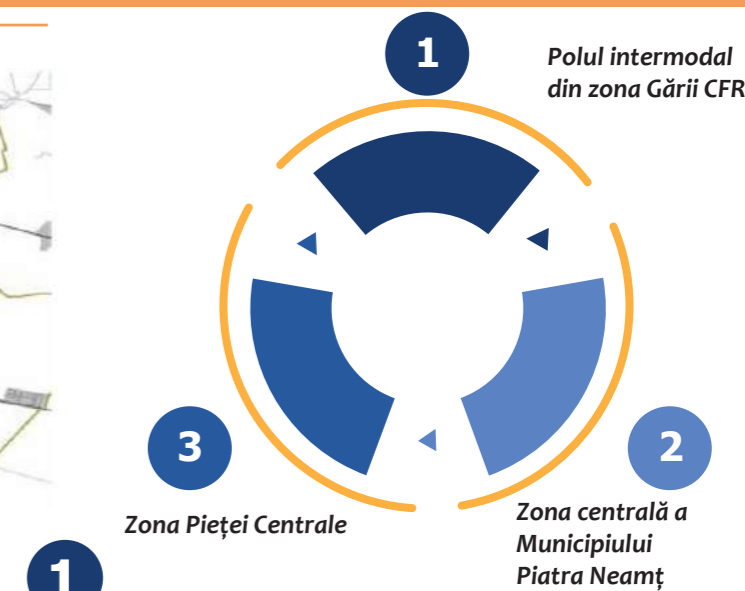 1
Polul intermodal
din zona Gării CFR
3
2
Zona Pieței Centrale
Zona centrală a
Municipiului
Piatra Neamț
1